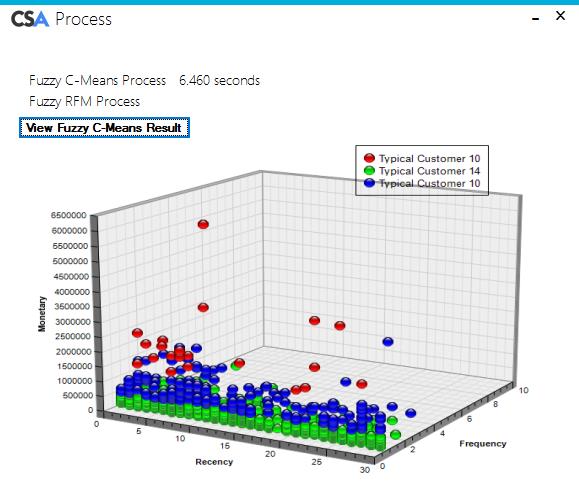 CSA Process
Fuzzy C-Means Process 6.460 seconds
Fuzzy RFM Process
View Fuzzy C-Means Result
Typical Customer 10
Typical Customer 14
Typical Customer 10
6500000
6000000
5500000
5000000
4500000
4000000
3500000
3000000
2500000
2000000
1500000
1000000
500000
0
Monetary
0
5
10
15
20
25
30
Recency
0
2
4
6
8
10
Frequency